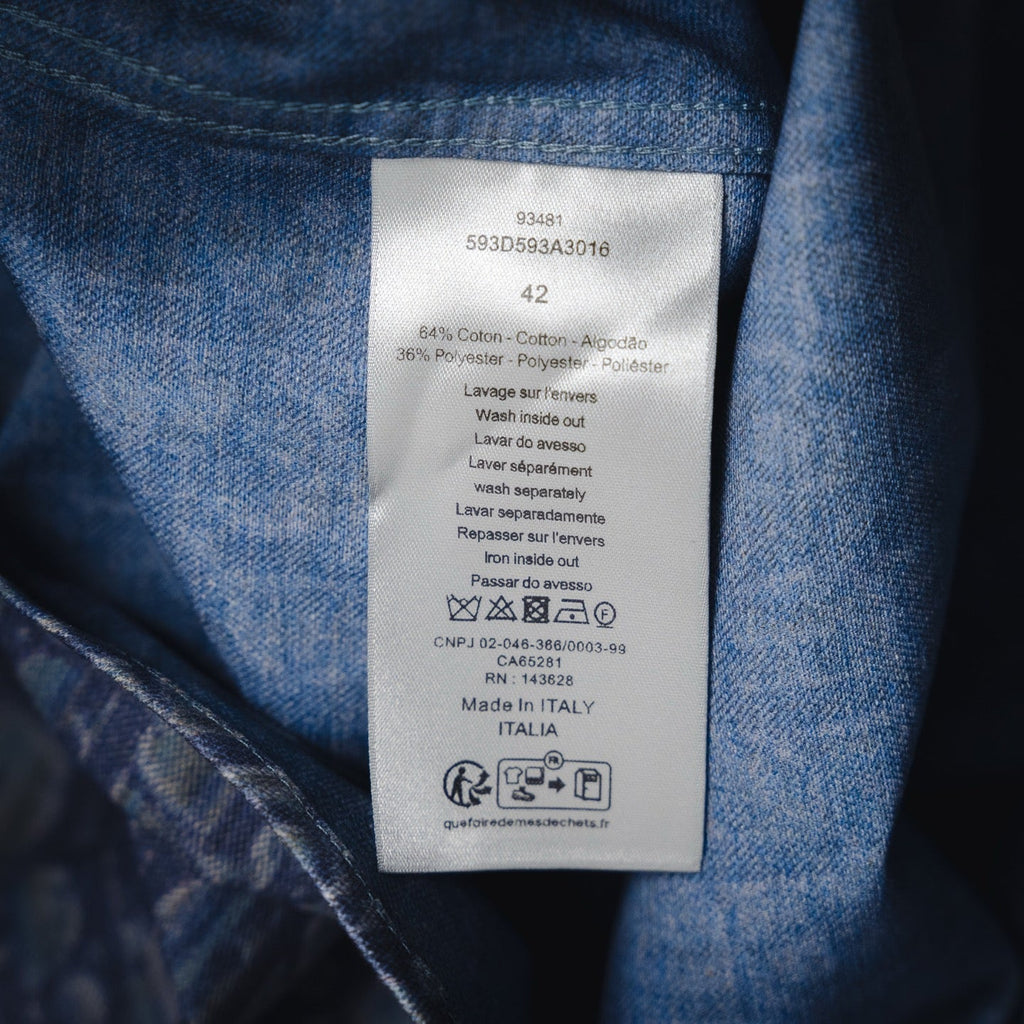 93481
593D593A3016
42
64% Coton - Cotton - Algodão
36% Polyester - Polyester - Poliéster
Lavage sur l'envers
Wash inside out
Lavar do avesso
Laver séparément
wash separately
Lavar separadamente
Repasser sur l'envers
Iron inside out
Passar do avesso
F
CNPJ 02-046-366/0003-99
CA65281
RN : 143628
Made In ITALY
ITALIA
FR
quefairedemesdechets.fr